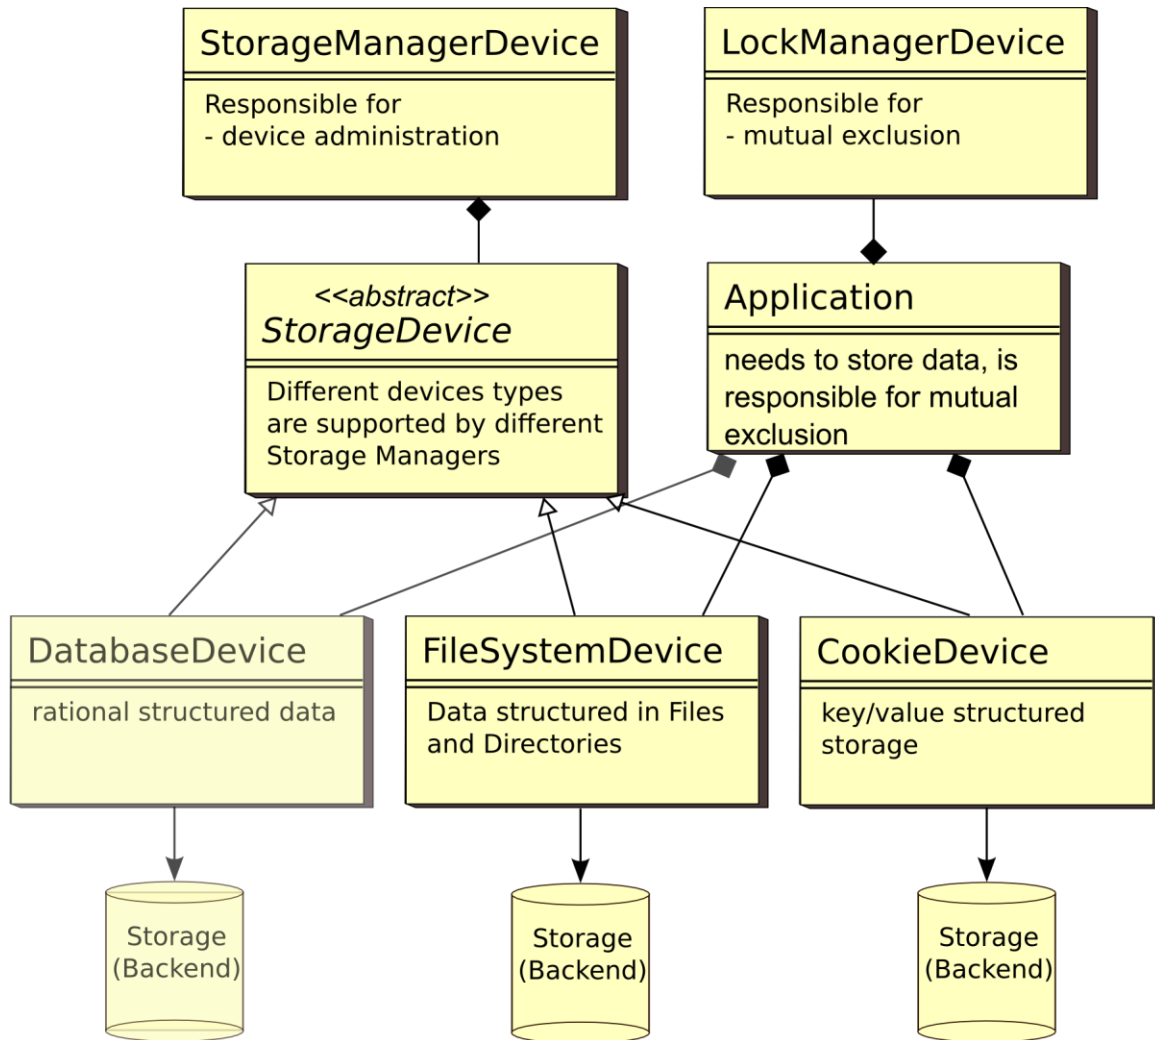 StorageManagerDevice
Responsible for
- device administration
LockManagerDevice
Responsible for
- mutual exclusion
<<abstract>>
StorageDevice
Different devices types
are supported by different
Storage Managers
Application
needs to store data, is
responsible for mutual
exclusion
DatabaseDevice
rational structured data
FileSystemDevice
Data structured in Files
and Directories
CookieDevice
key/value structured
storage
Storage
(Backend)
Storage
(Backend)
Storage
(Backend)